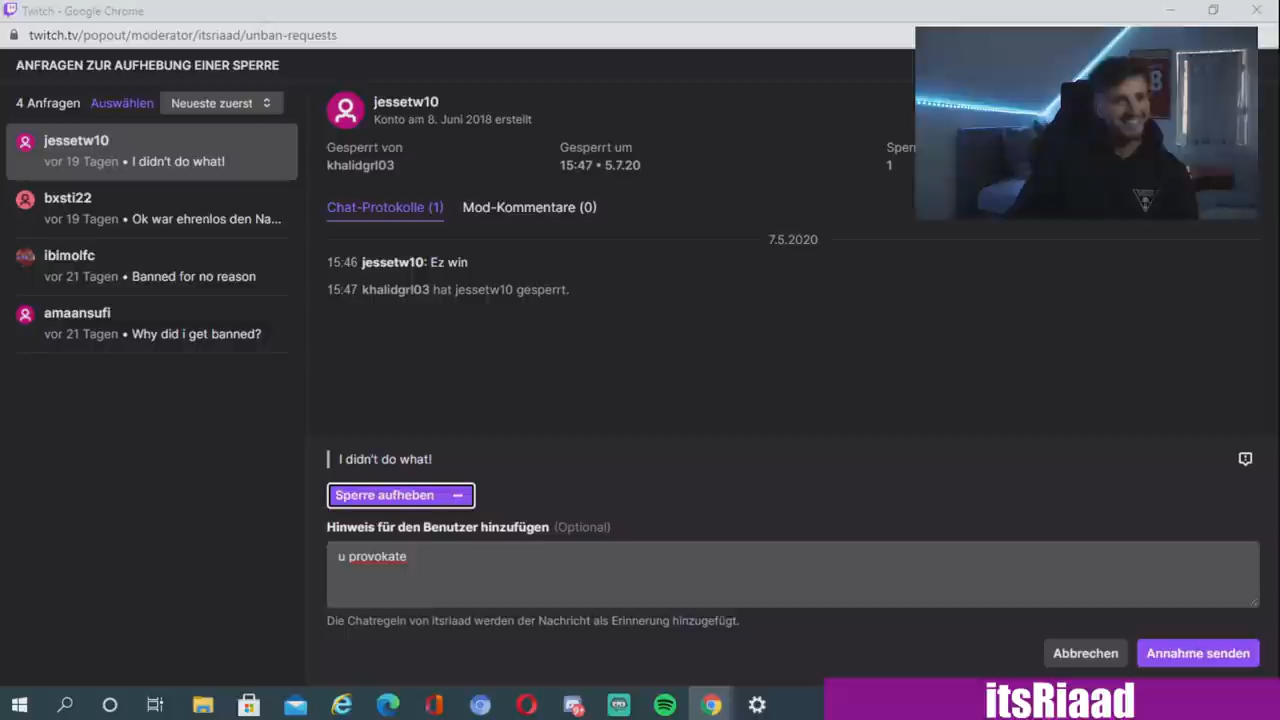 Twitch - Google Chrome
twitch.tv/popout/moderator/itsriaad/unban-requests
ANFRAGEN ZUR AUFHEBUNG EINER SPERRE
4 Anfragen Auswählen Neueste zuerst
jessetw10
vor 19 Tagen • I didn't do what!
bxsti22
vor 19 Tagen • Ok war ehrenlos den Na...
ibimolfc
vor 21 Tagen • Banned for no reason
amaansufi
vor 21 Tagen • Why did i get banned?
jessetw10
Konto am 8. Juni 2018 erstellt
Gesperrt von
khalidgrl03
Gesperrt um
15:47 • 5.7.20
1
Chat-Protokolle (1) Mod-Kommentare (0)
7.5.2020
15:46 jessetw10: Ez win
15:47 khalidgrl03 hat jessetw10 gesperrt.
I didn't do what!
Sperre aufheben
Hinweis für den Benutzer hinzufügen (Optional)
u provokate
Die Chatregeln von itsriaad werden der Nachricht als Erinnerung hinzugefügt.
Abbrechen Annahme senden
itsRiaad